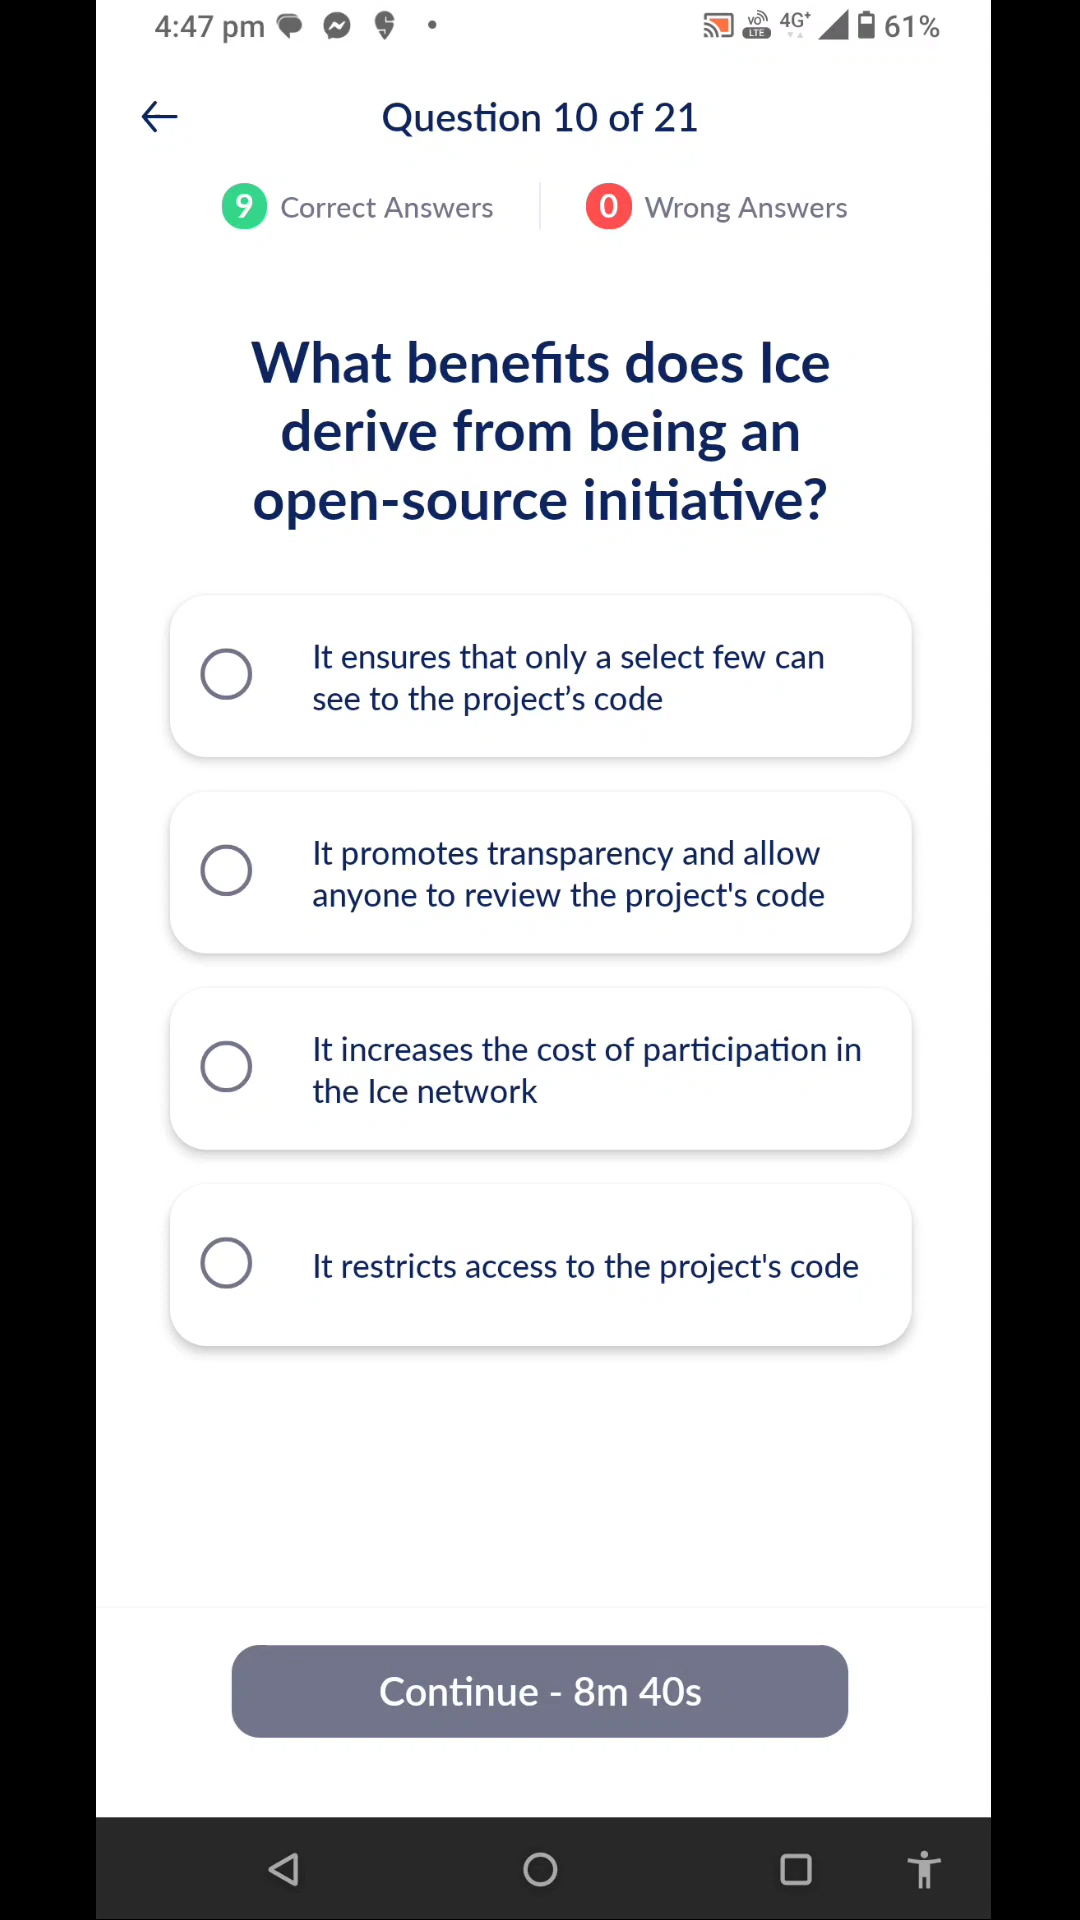 4:47 pm VO LTE 4G+ 61%
Question 10 of 21
9 Correct Answers 0 Wrong Answers
What benefits does Ice
derive from being an
open-source initiative?
It ensures that only a select few can
see to the project’s code
It promotes transparency and allow
anyone to review the project's code
It increases the cost of participation in
the Ice network
It restricts access to the project's code
Continue - 8m 40s